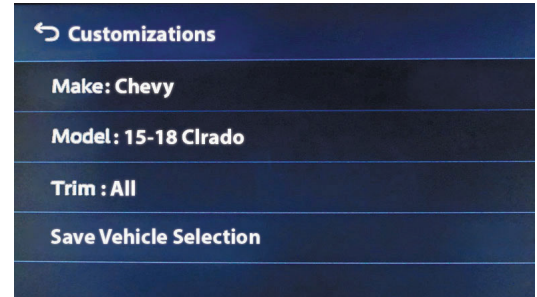 Customizations
Make: Chevy
Model: 15-18 Clrado
Trim : All
Save Vehicle Selection